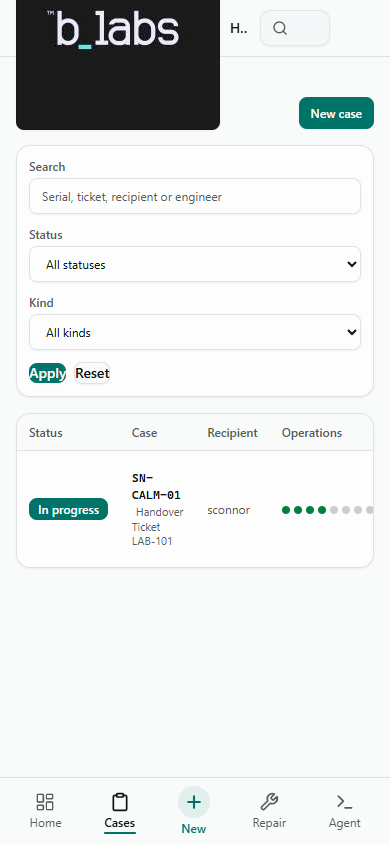 ™b_labs
H..
New case
Search
Serial, ticket, recipient or engineer
Status
All statuses
Kind
All kinds
Apply Reset
Status Case Recipient Operations
In progress
SN-
CALM-01
Handover
Ticket
LAB-101
sconnor
Home Cases New Repair Agent